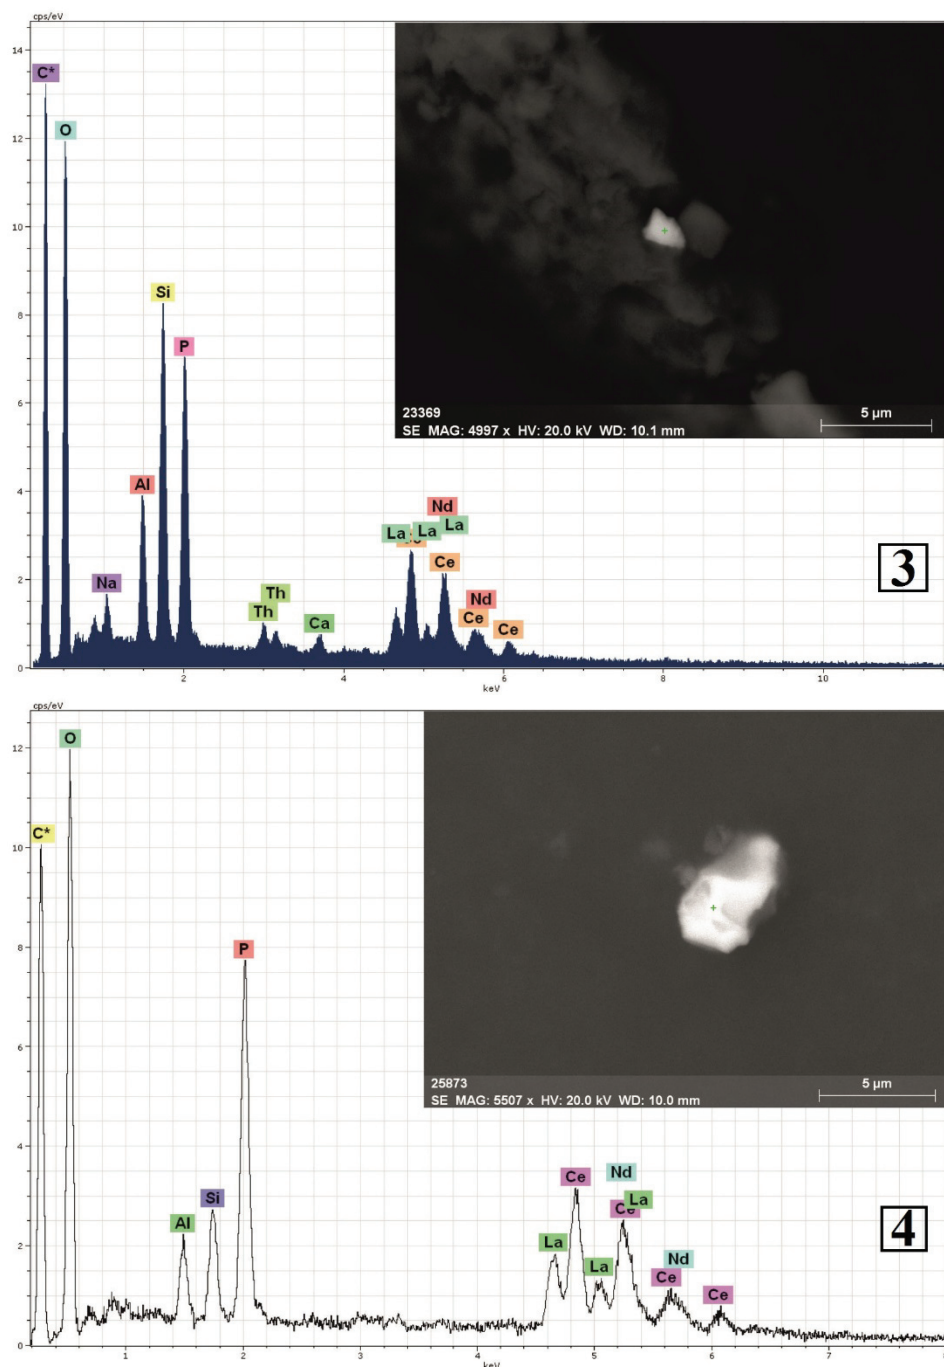 cps/eV
14
12
10
8
6
4
2
0
C*
O
Si
P
Al
Na
Th
Th
Ca
La
La
La
Nd
Ce
Nd
Ce
Ce
2
4
6
8
10
keV
23369
SE MAG: 4997 x HV: 20.0 kV WD: 10.1 mm
5 µm
3
cps/eV
12
10
8
6
4
2
0
C*
O
P
Si
Al
La
Ce
La
Nd
Ce
La
Nd
Ce
Ce
1
2
3
4
5
6
7
keV
25873
SE MAG: 5507 x HV: 20.0 kV WD: 10.0 mm
5 µm
4